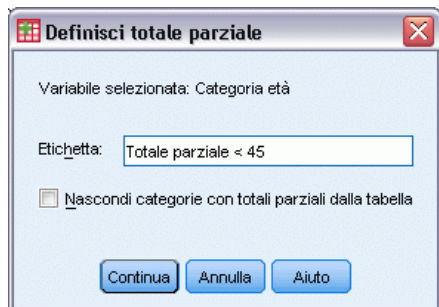 Definisci totale parziale
Variabile selezionata: Categoria età
Etichetta: Totale parziale < 45
Nascondi categorie con totali parziali dalla tabella
Continua Annulla Aiuto